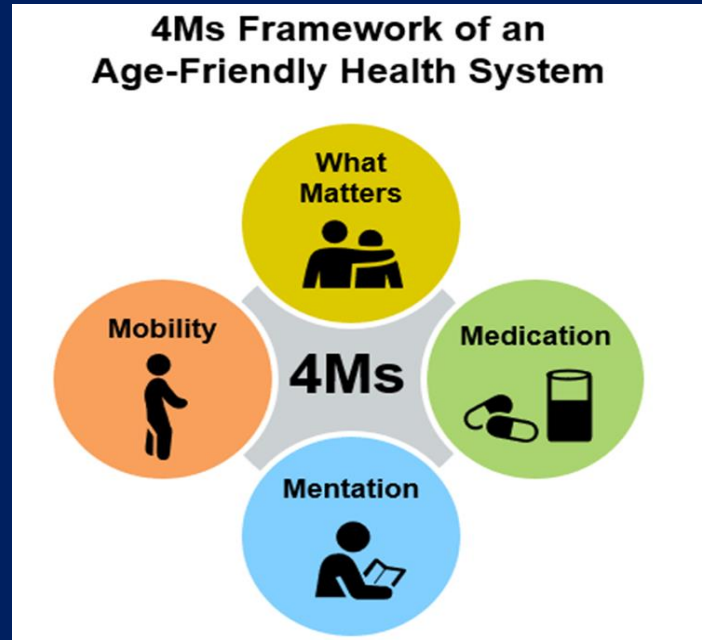 4Ms Framework of an
Age-Friendly Health System
What
Matters
Mobility
4Ms
Medication
Mentation